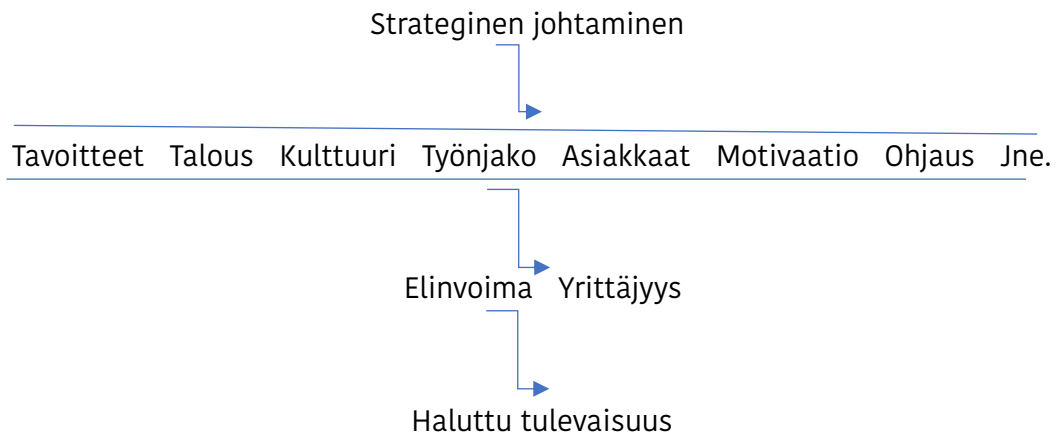 Strateginen johtaminen
Tavoitteet Talous Kulttuuri Työnjako Asiakkaat Motivaatio Ohjaus Jne.
Elinvoima Yrittäjyys
Haluttu tulevaisuus